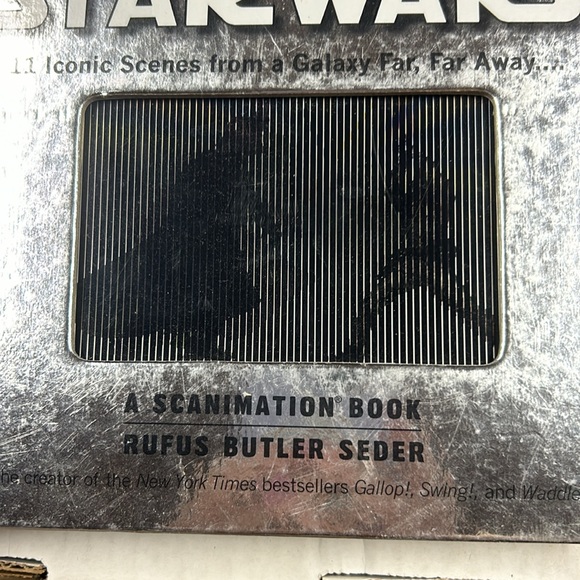 STAR WARS
11 Iconic Scenes from a Galaxy Far, Far Away....
A SCANIMATION® BOOK
RUFUS BUTLER SEDER
he creator of the New York Times bestsellers Gallop!, Swing!, and Waddle